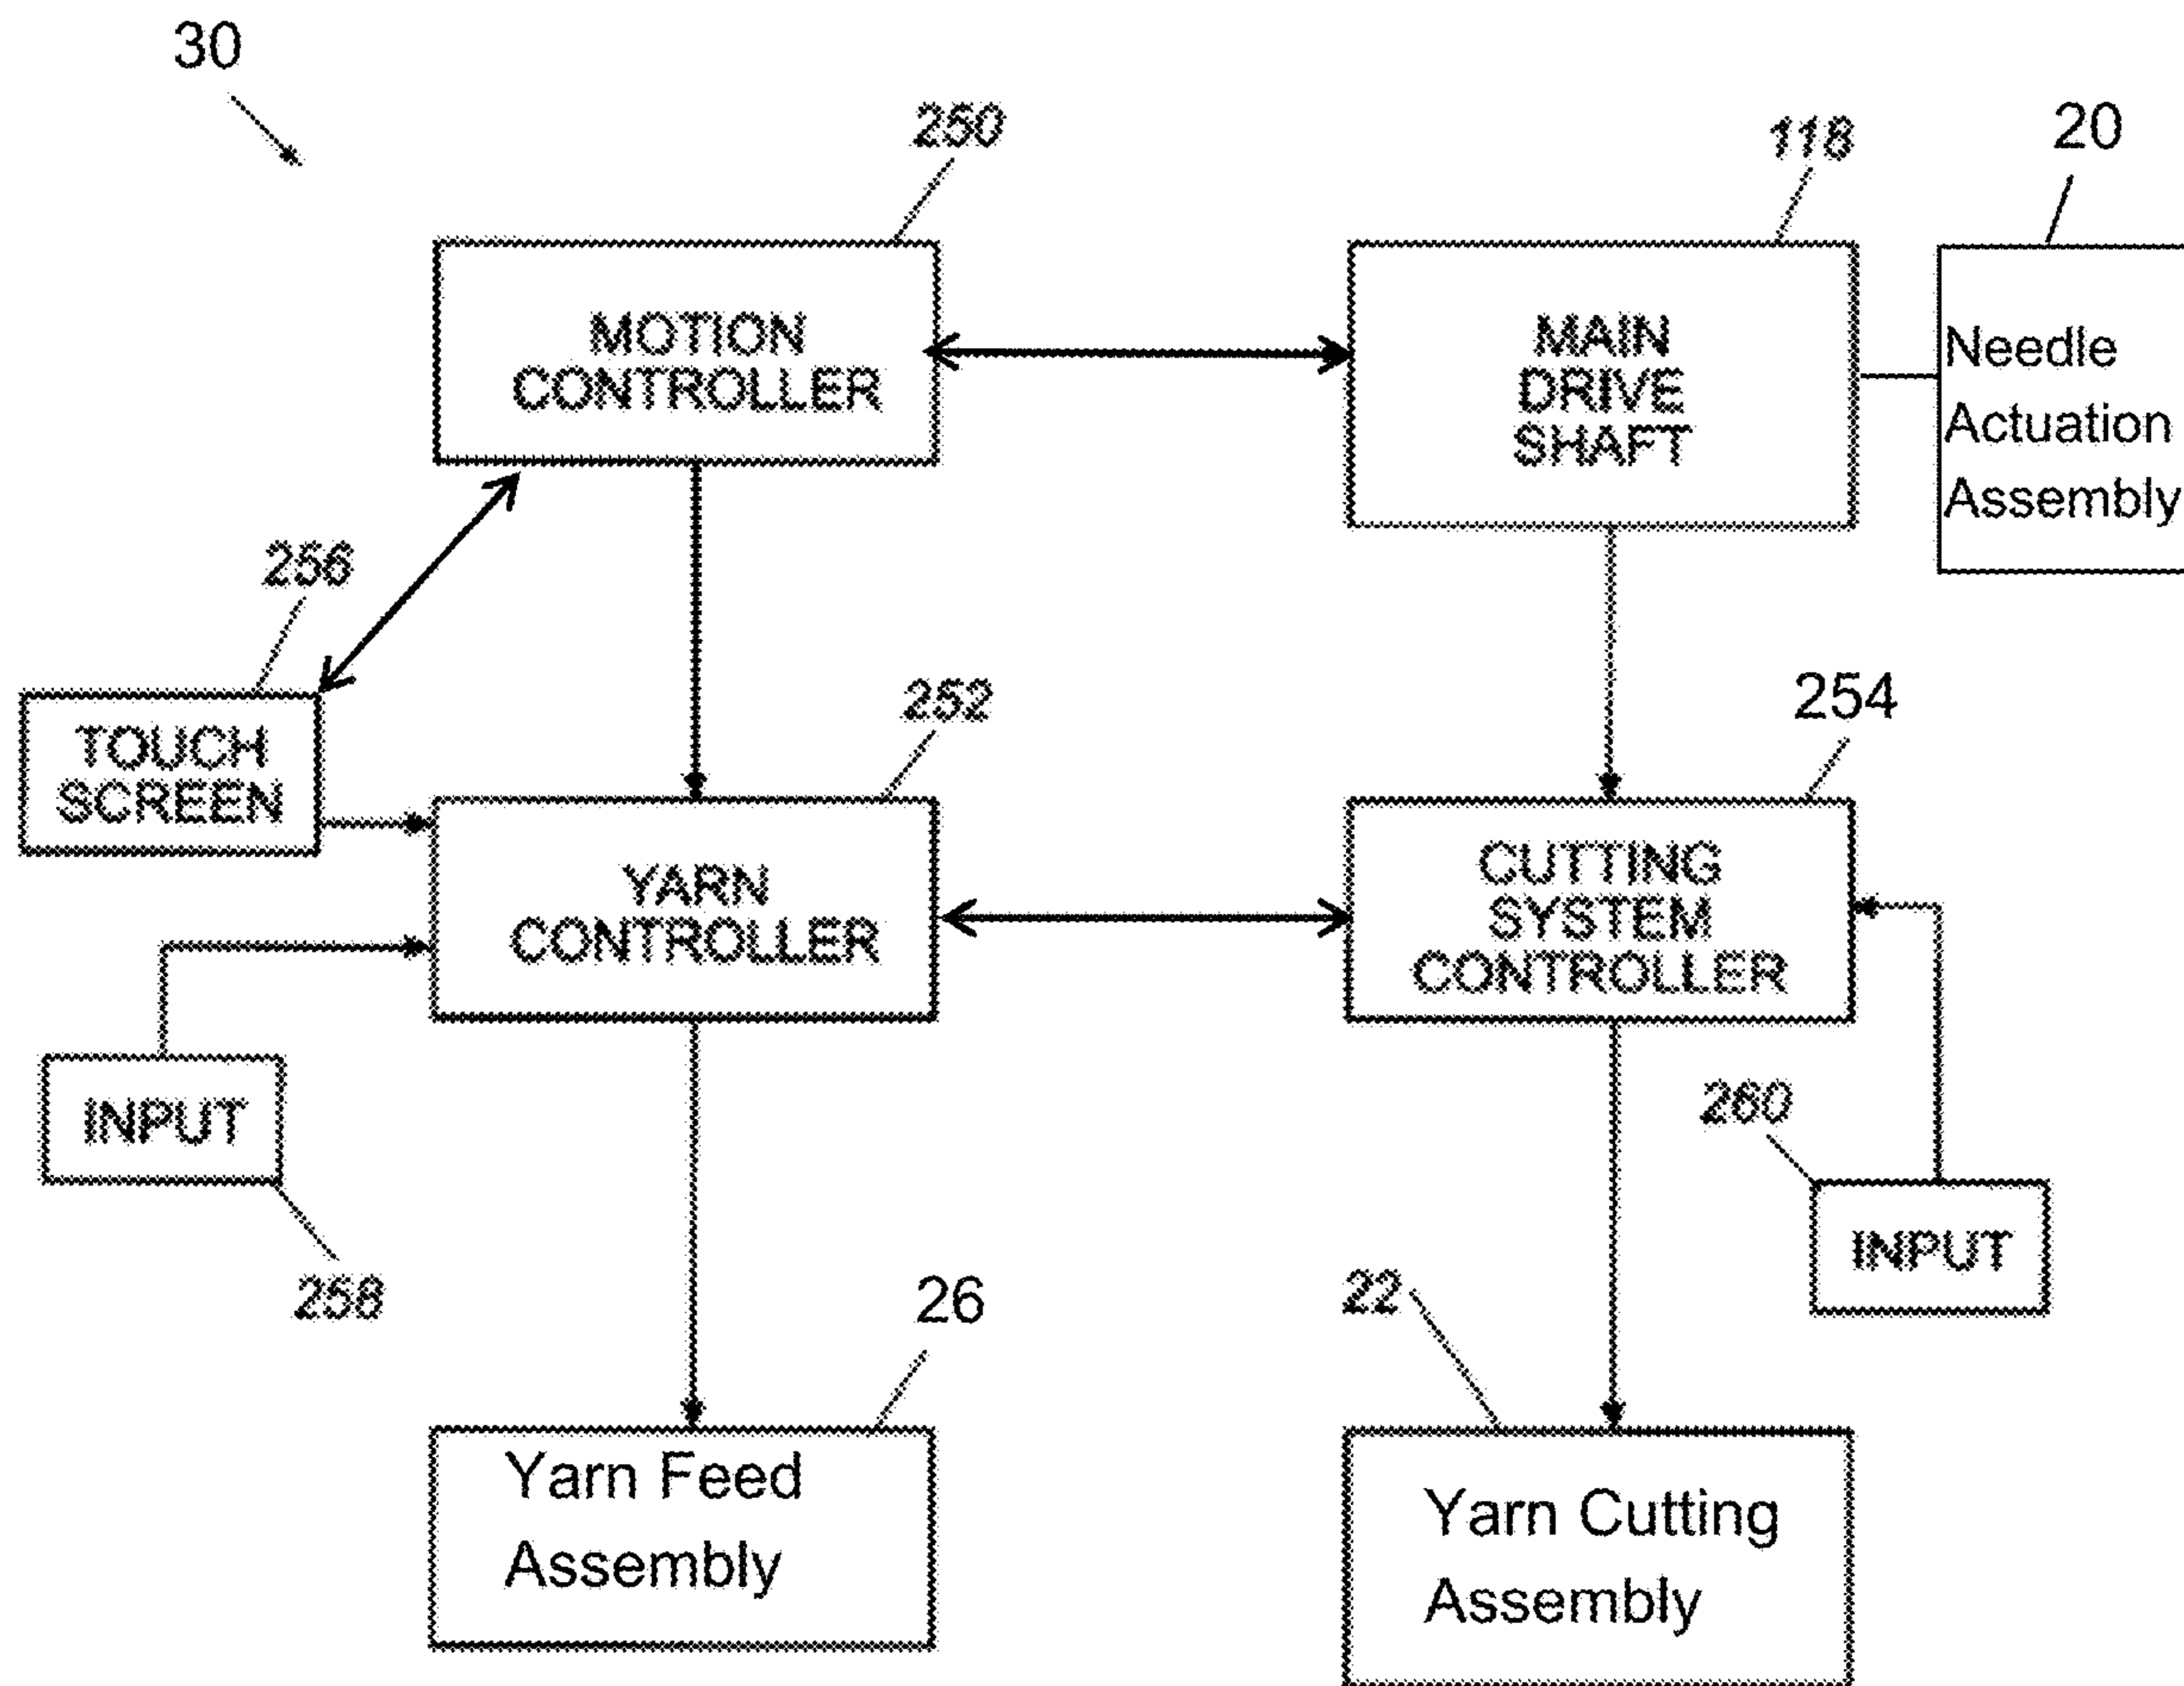 30
250
118
20
MOTION
CONTROLLER
MAIN
DRIVE
SHAFT
Needle
Actuation
Assembly
256
252
254
TOUCH
SCREEN
YARN
CONTROLLER
CUTTING
SYSTEM
CONTROLLER
INPUT
258
260
INPUT
26
22
Yarn Feed
Assembly
Yarn Cutting
Assembly